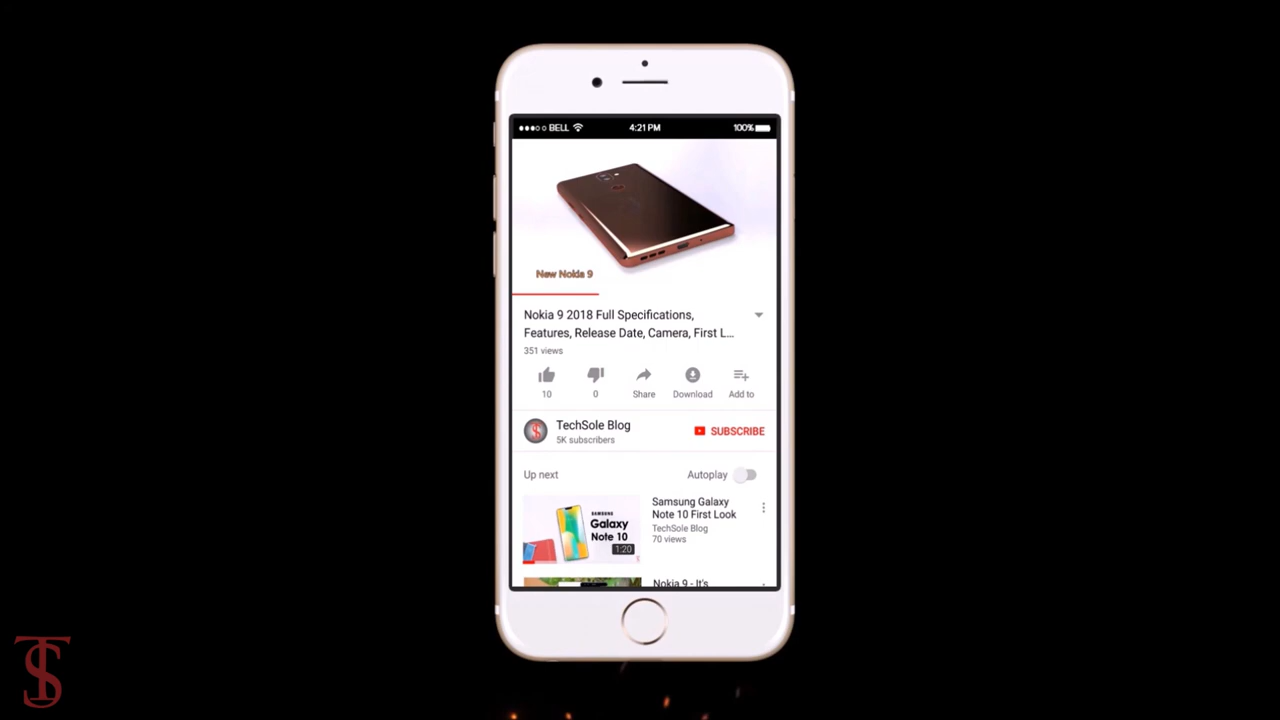 BELL
4:21 PM
100%
New Nokia 9
Nokia 9 2018 Full Specifications,
Features, Release Date, Camera, First L...
351 views
10
0
Share
Download
Add to
TechSole Blog
5K subscribers
SUBSCRIBE
Up next
Autoplay
SAMSUNG
Galaxy
Note 10
1:20
Samsung Galaxy
Note 10 First Look
TechSole Blog
70 views
Nokia 9 - It's
TS